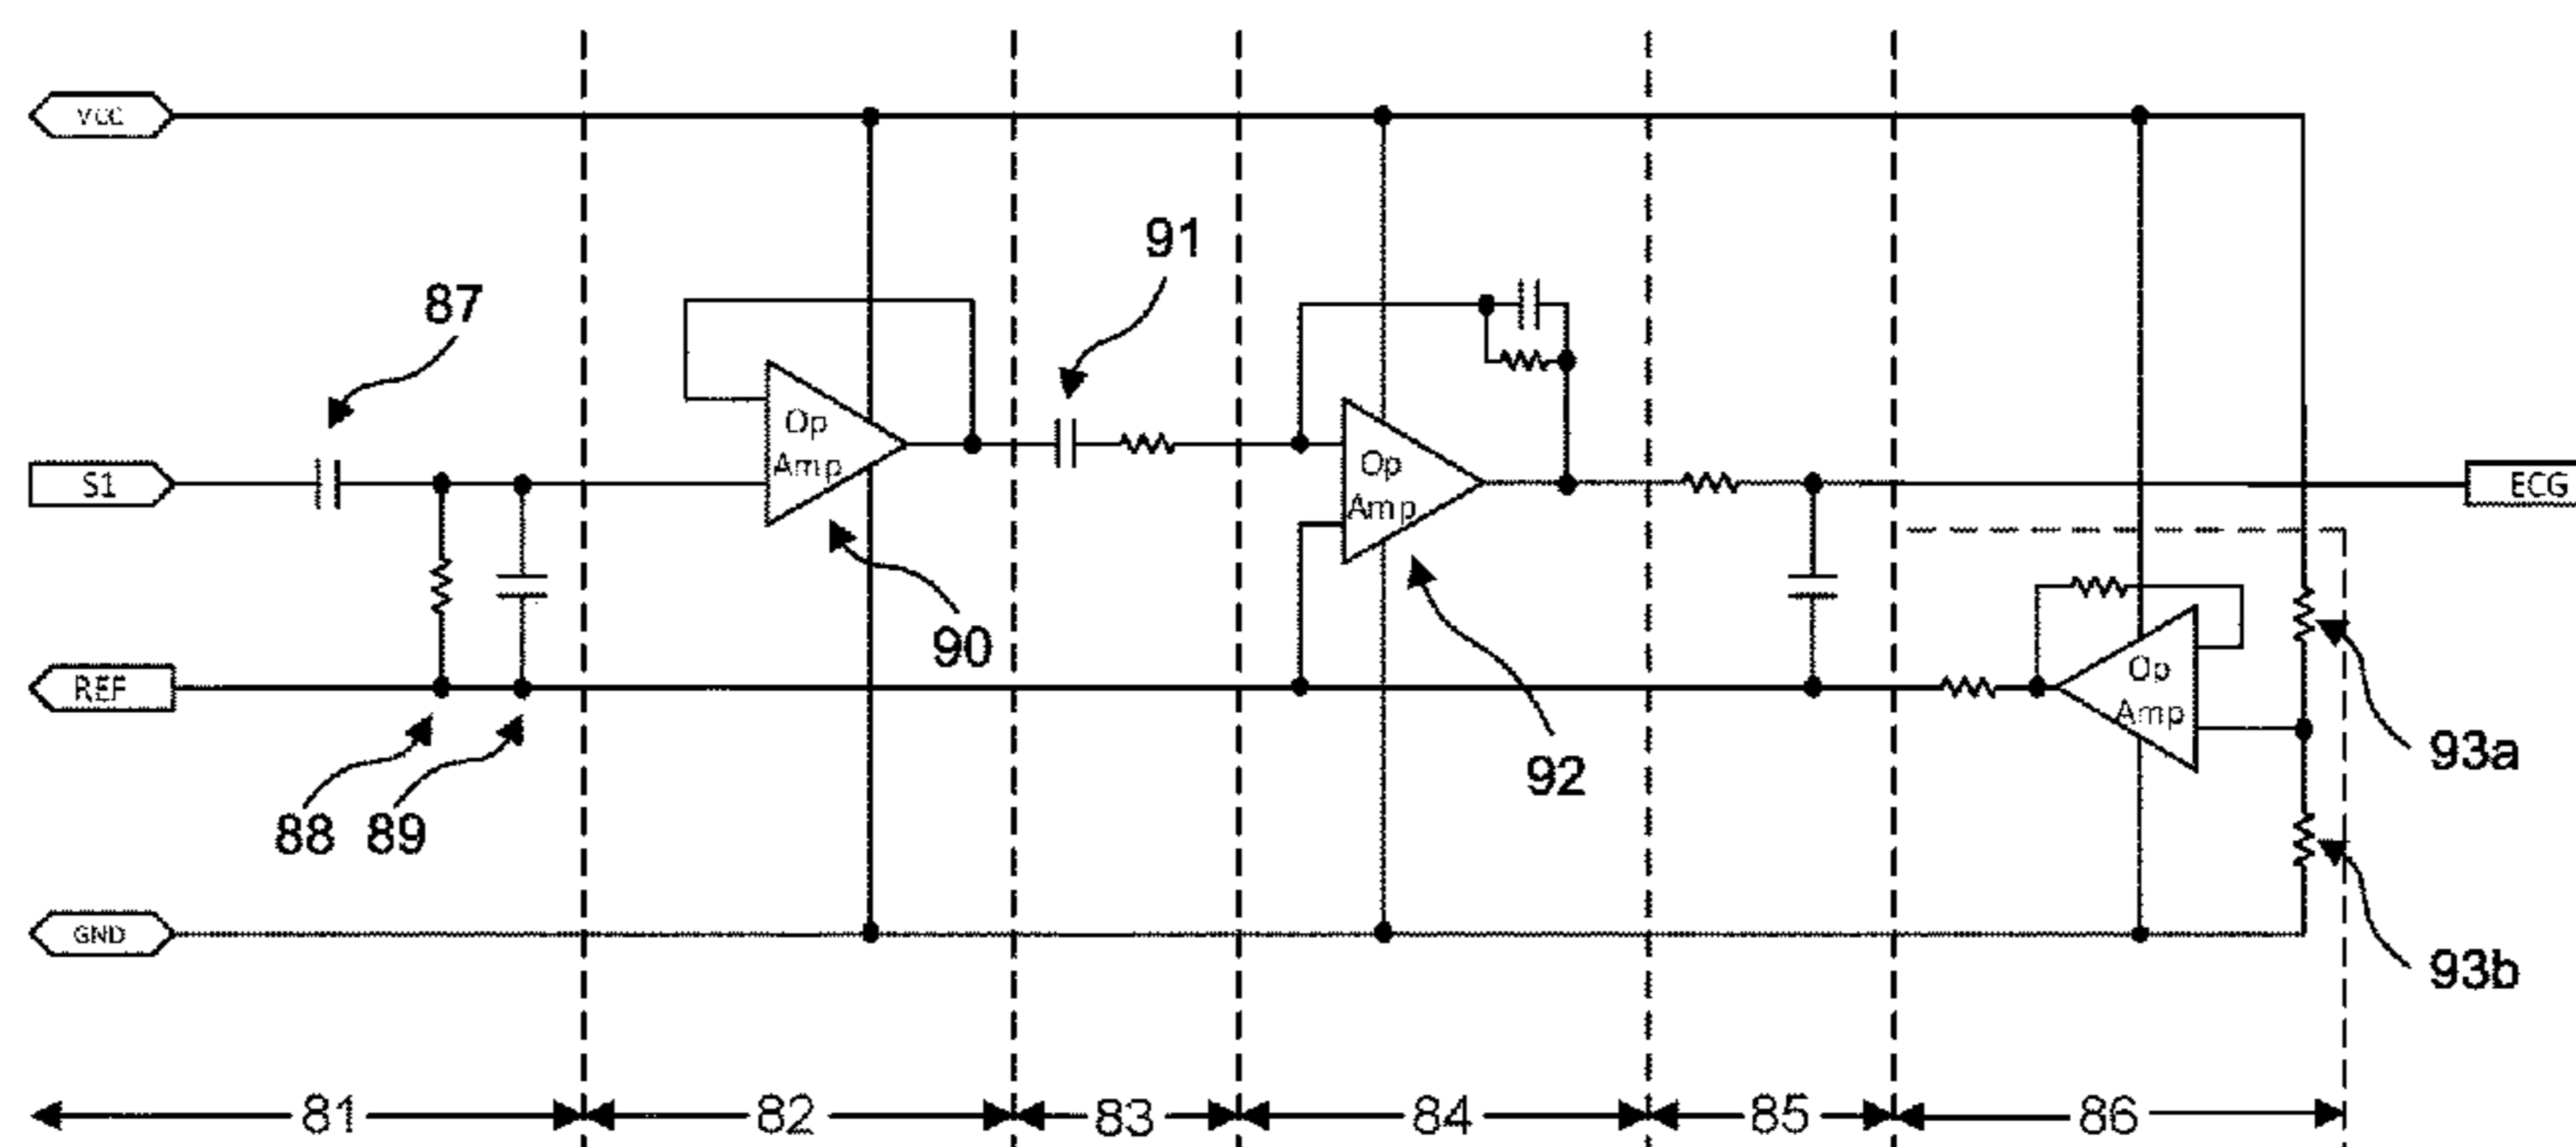 VCC
91
87
Op
Amp
Op
Amp
S1
ECG
90
REF
Op
Amp
93a
92
88 89
GND
93b
81 82 83 84 85 86